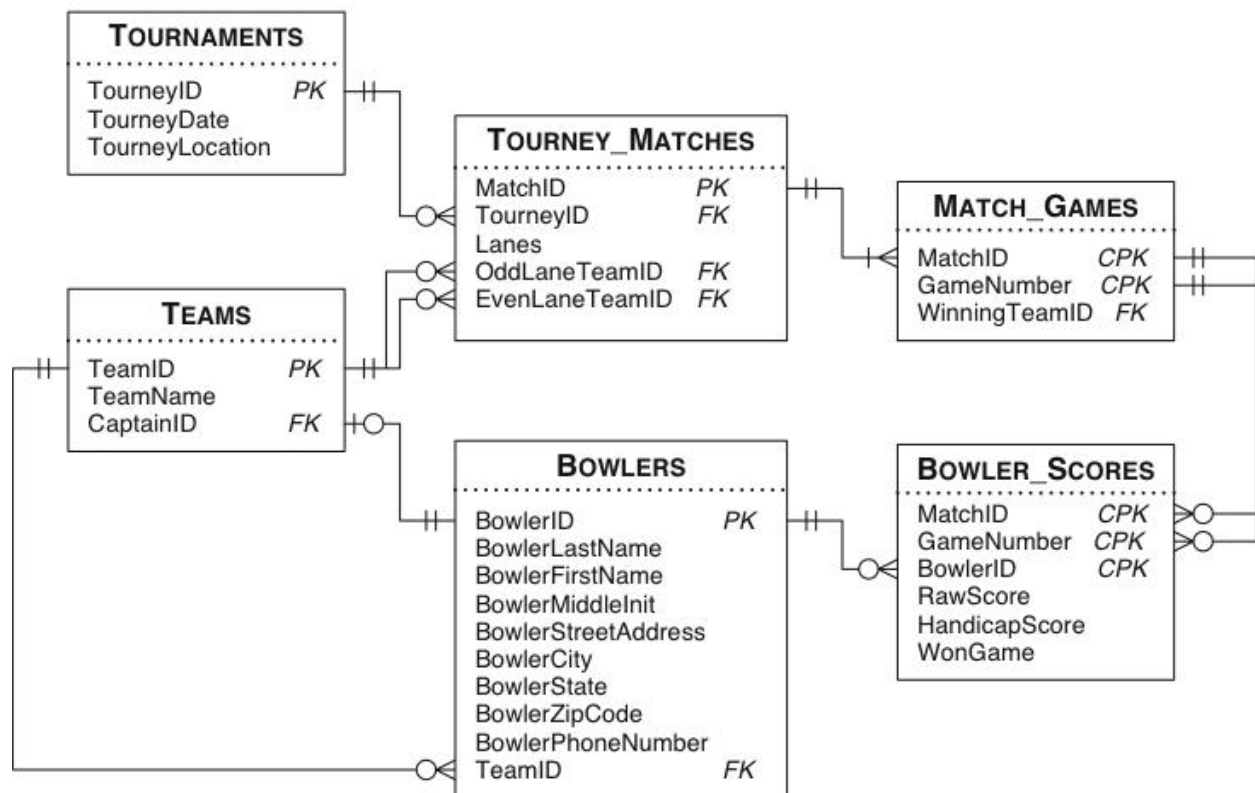 TOURNAMENTS
TourneyID PK
TourneyDate
TourneyLocation
TOURNEY_MATCHES
MatchID PK
TourneyID FK
Lanes
OddLaneTeamID FK
EvenLaneTeamID FK
MATCH_GAMES
MatchID CPK
GameNumber CPK
WinningTeamID FK
TEAMS
TeamID PK
TeamName
CaptainID FK
BOWLERS
BowlerID PK
BowlerLastName
BowlerFirstName
BowlerMiddleInit
BowlerStreetAddress
BowlerCity
BowlerState
BowlerZipCode
BowlerPhoneNumber
TeamID FK
BOWLER_SCORES
MatchID CPK
GameNumber CPK
BowlerID CPK
RawScore
HandicapScore
WonGame